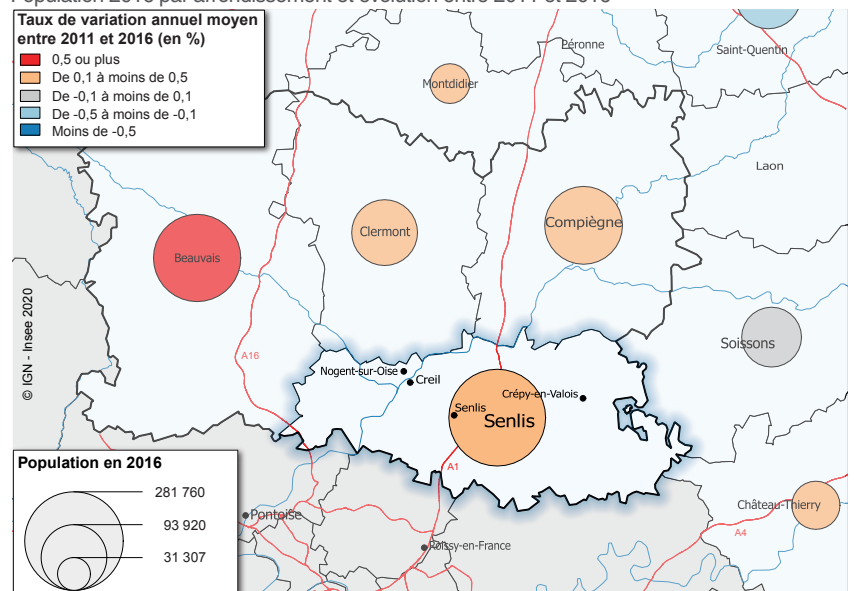 Population 2016 par arrondissement et évolution entre 2011 et 2016
Taux de variation annuel moyen
entre 2011 et 2016 (en %)
0,5 ou plus
De 0,1 à moins de 0,5
De -0,1 à moins de 0,1
De -0,5 à moins de -0,1
Moins de -0,5
Péronne
Saint-Quentin
Montdidier
Laon
Compiègne
Clermont
Beauvais
© IGN - Insee 2020
Soissons
A16
Nogent-sur-Oise
Creil
Crépy-en-Valois
Senlis
Senlis
A1
Population en 2016
281 760
93 920
31 307
Pontoise
Roissy-en-France
Château-Thierry
A4